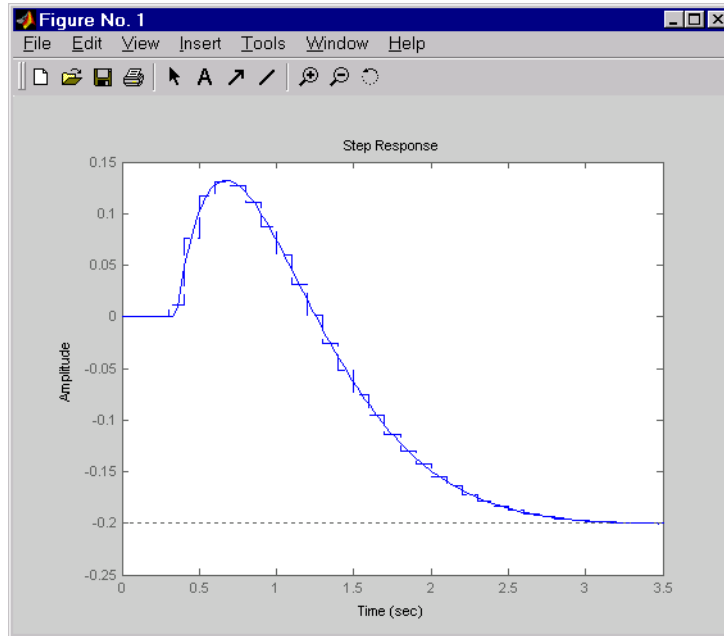 Figure No. 1
File Edit View Insert Tools Window Help
A
Step Response
0.15
0.1
0.05
0
-0.05
-0.1
-0.15
-0.2
-0.25
Amplitude
0 0.5 1 1.5 2 2.5 3 3.5
Time (sec)